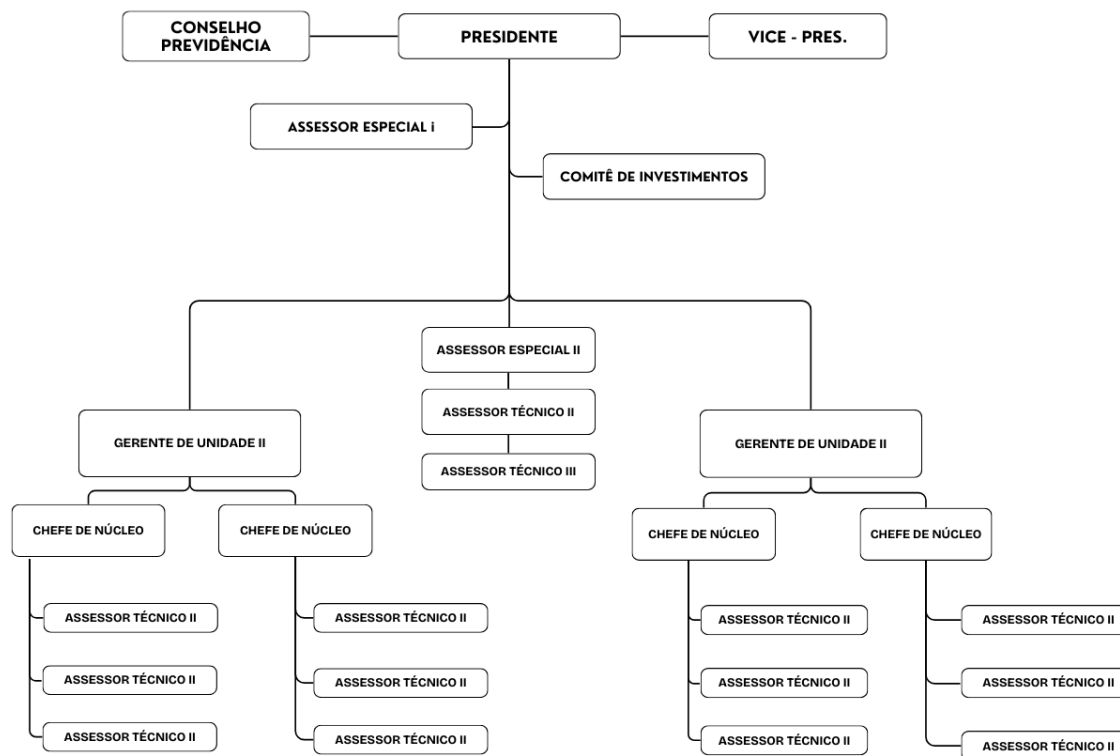 CONSELHO
PREVIDÊNCIA
PRESIDENTE
VICE - PRES.
ASSESSOR ESPECIAL i
COMITÊ DE INVESTIMENTOS
ASSESSOR ESPECIAL II
ASSESSOR TÉCNICO II
ASSESSOR TÉCNICO III
GERENTE DE UNIDADE II
GERENTE DE UNIDADE II
CHEFE DE NÚCLEO
CHEFE DE NÚCLEO
CHEFE DE NÚCLEO
CHEFE DE NÚCLEO
ASSESSOR TÉCNICO II
ASSESSOR TÉCNICO II
ASSESSOR TÉCNICO II
ASSESSOR TÉCNICO II
ASSESSOR TÉCNICO II
ASSESSOR TÉCNICO II
ASSESSOR TÉCNICO II
ASSESSOR TÉCNICO II
ASSESSOR TÉCNICO II
ASSESSOR TÉCNICO II
ASSESSOR TÉCNICO II
ASSESSOR TÉCNICO II